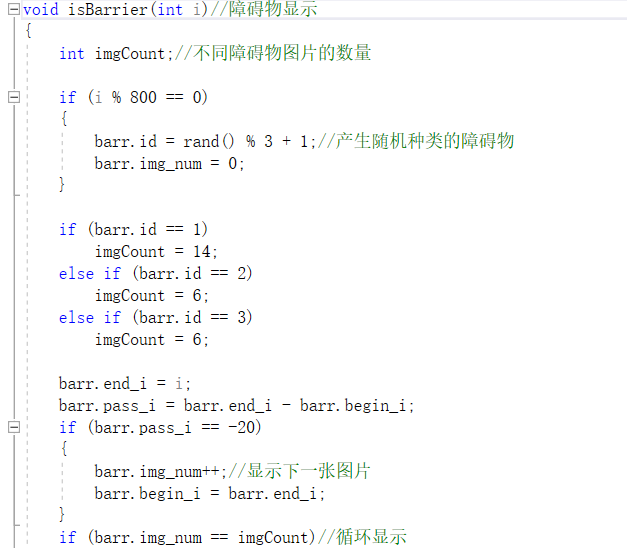 void isBarrier(int i)//障碍物显示
{
int imgCount;//不同障碍物图片的数量
if (i % 800 == 0)
{
barr.id = rand() % 3 + 1;//产生随机种类的障碍物
barr.img_num = 0;
}
if (barr.id == 1)
imgCount = 14;
else if (barr.id == 2)
imgCount = 6;
else if (barr.id == 3)
imgCount = 6;
barr.end_i = i;
barr.pass_i = barr.end_i - barr.begin_i;
if (barr.pass_i == -20)
{
barr.img_num++;//显示下一张图片
barr.begin_i = barr.end_i;
}
if (barr.img_num == imgCount)//循环显示